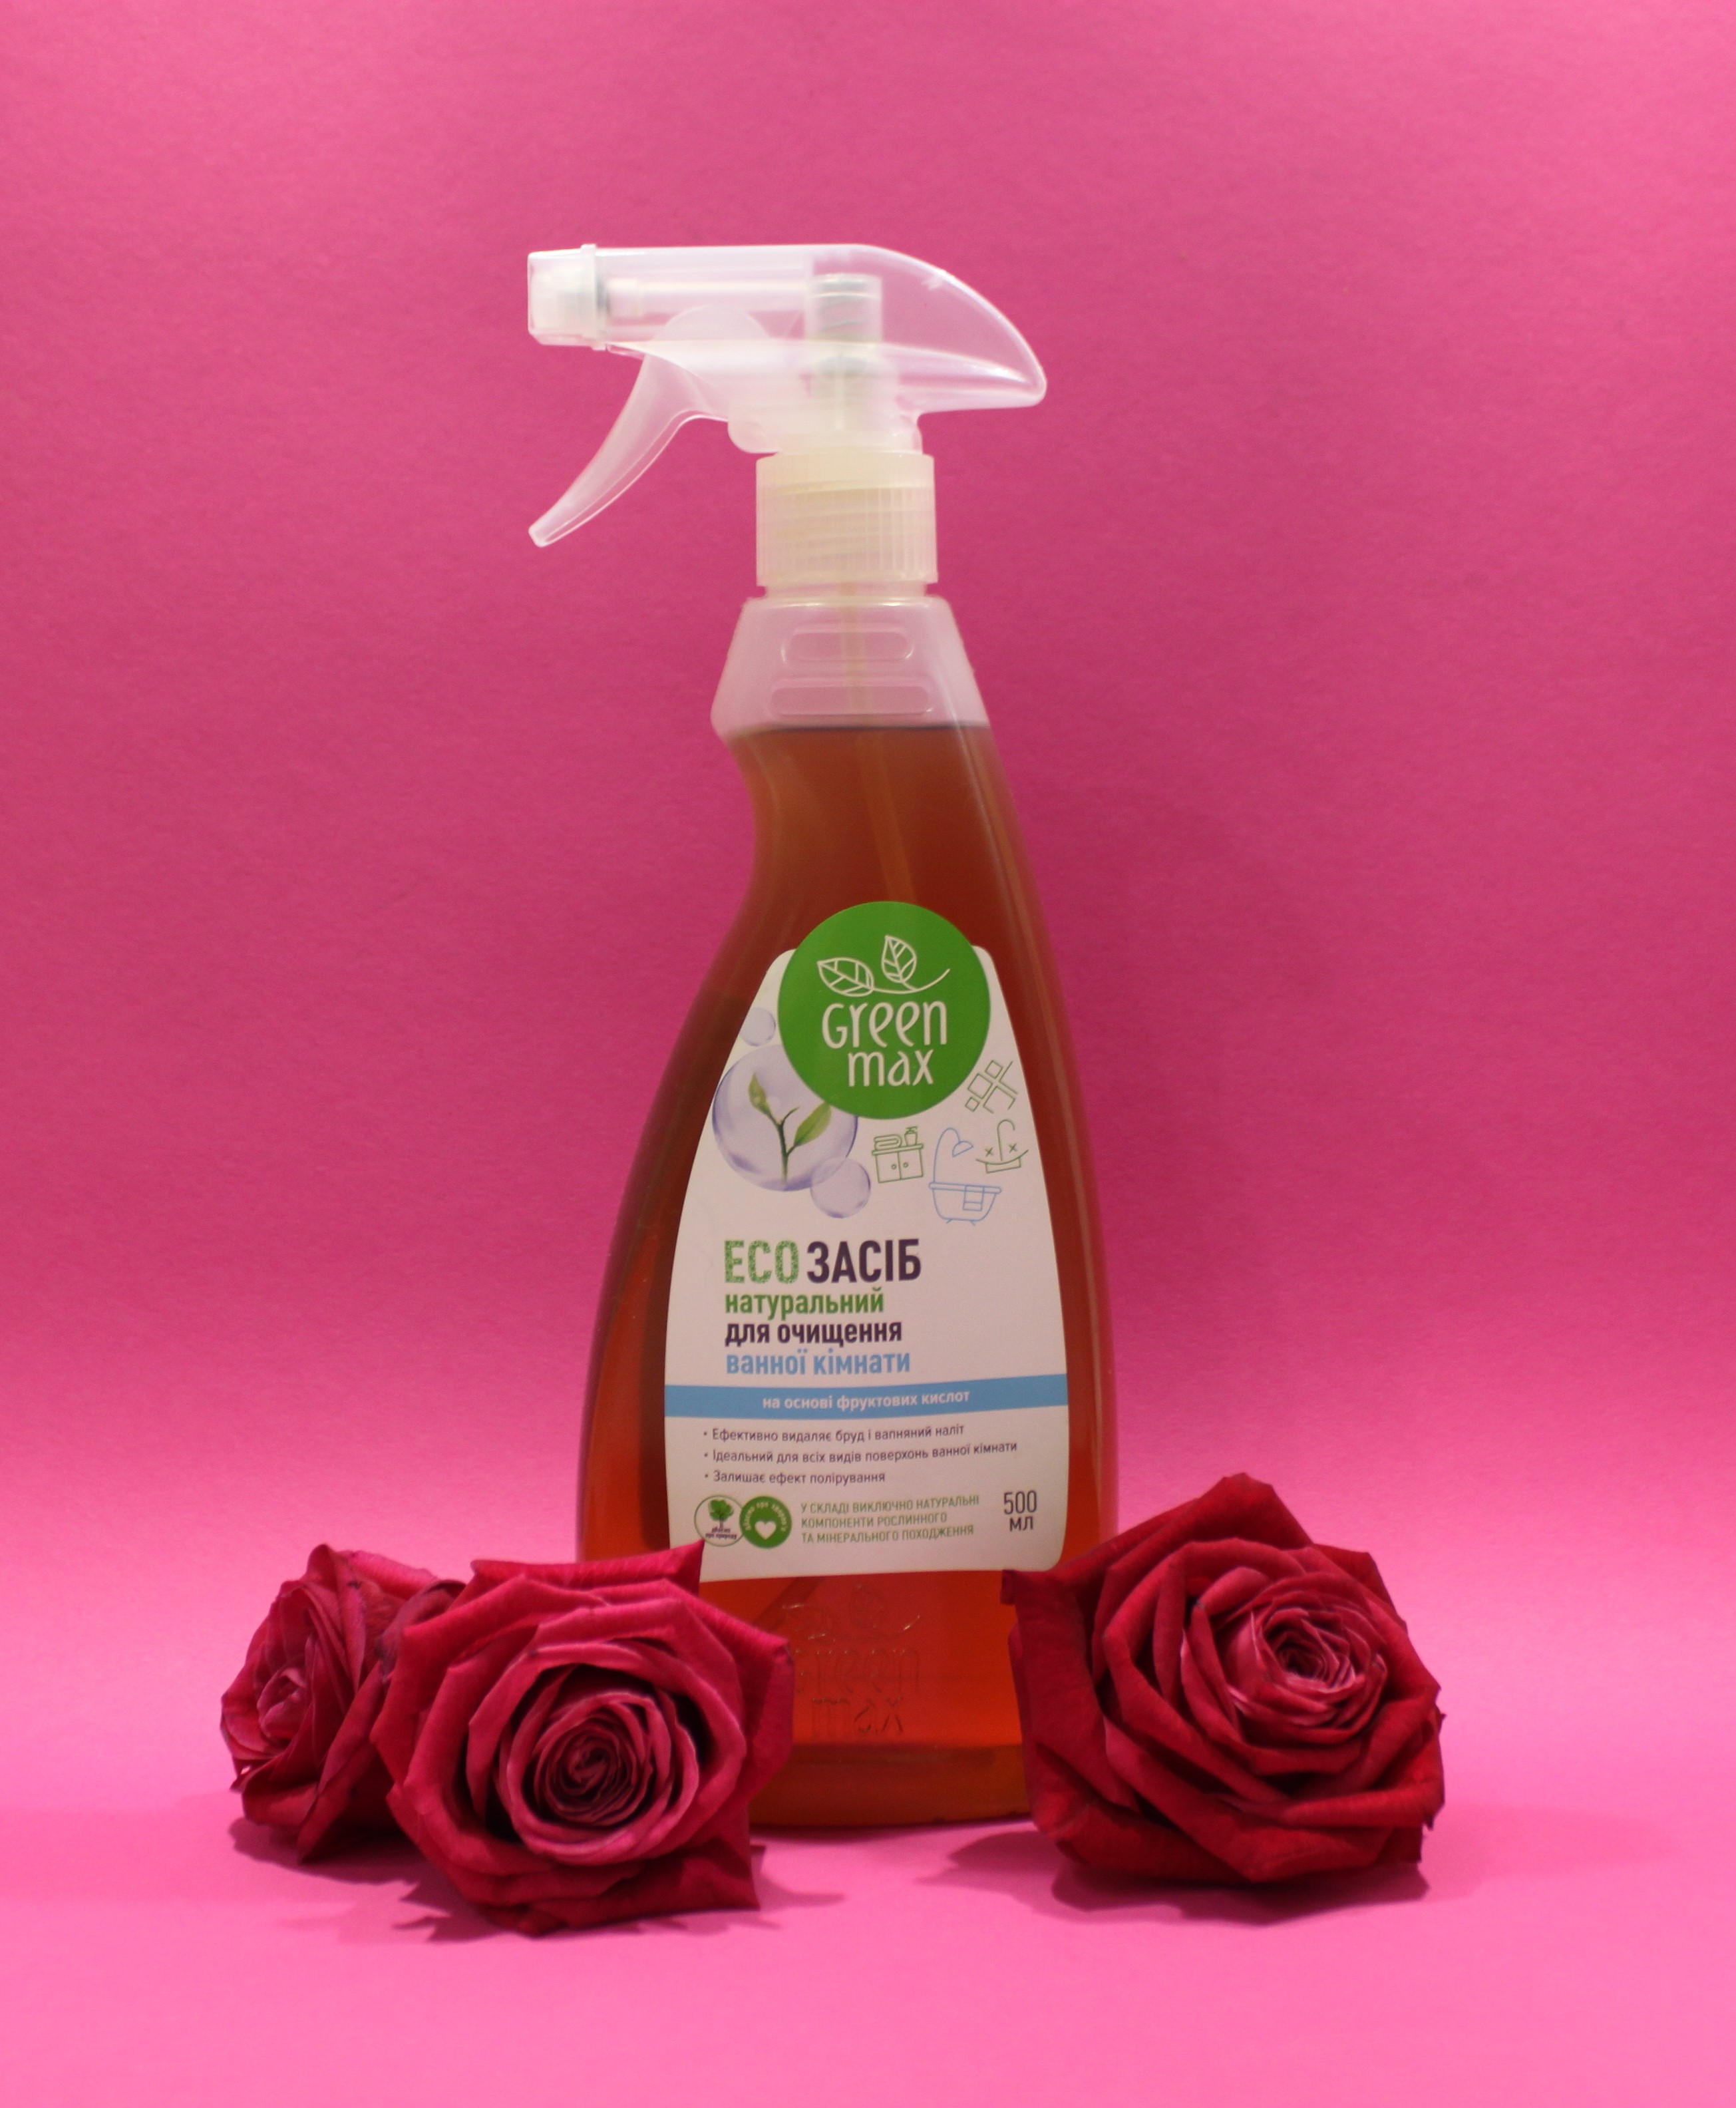 Green
max
ECO ЗАСІБ
натуральний
для очищення
ванної кімнати
на основі фруктових кислот
• Ефективно видаляє бруд і вапняний наліт
• Ідеальний для всіх видів поверхонь ванної кімнати
• Залишає ефект полірування
У СКЛАДІ ВИКЛЮЧНО НАТУРАЛЬНІ
КОМПОНЕНТИ РОСЛИННОГО
ТА МІНЕРАЛЬНОГО ПОХОДЖЕННЯ
500
МЛ
Green
max